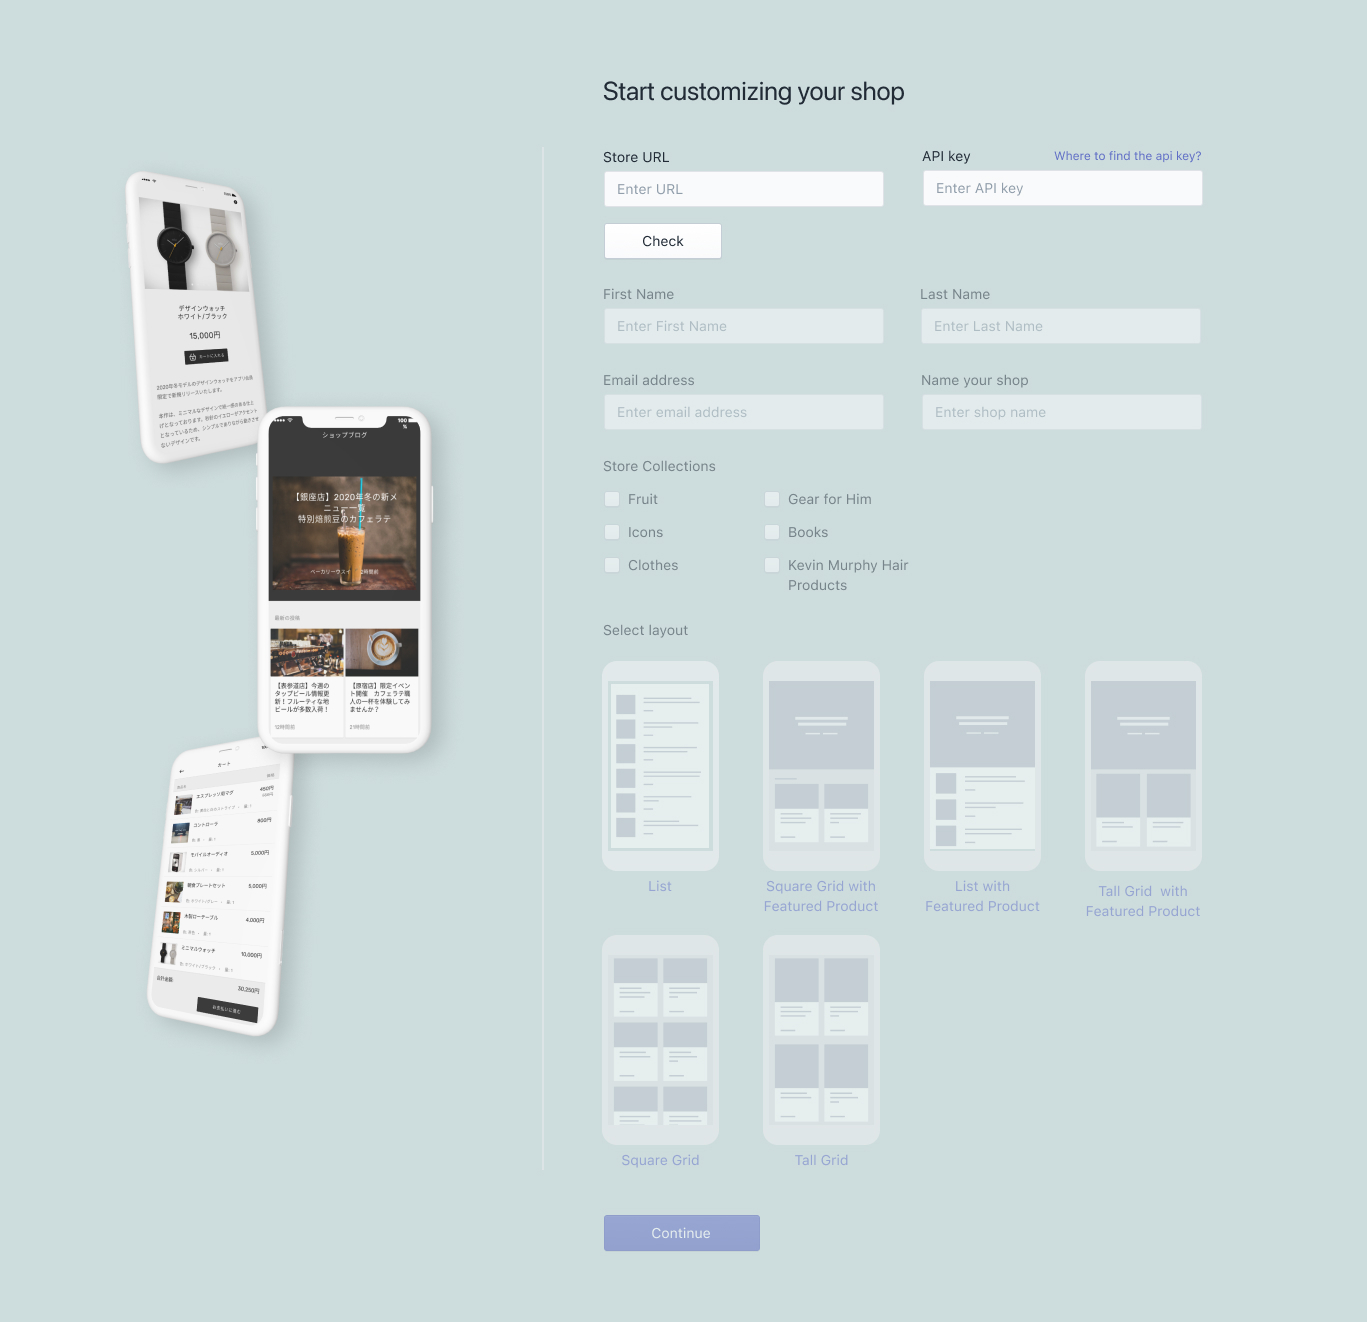 Start customizing your shop
Store URL
API key
Where to find the api key?
Enter URL
Enter API key
Check
First Name
Last Name
Enter First Name
Enter Last Name
Email address
Name your shop
Enter email address
Enter shop name
Store Collections
Fruit
Gear for Him
Icons
Books
Clothes
Kevin Murphy Hair
Products
Select layout
List
Square Grid with
Featured Product
List with
Featured Product
Tall Grid with
Featured Product
Square Grid
Tall Grid
Continue
デザインウォッチ
ホワイト/ブラック
15,000円
カートに入れる
2020年冬モデルのデザインウォッチをアプリ会員
限定で新規リリースいたします。
本作は、ミニマルなデザインで統一感のある仕上
げとなっております。秒針のイエローがアクセント
となっているため、シンプルでありながら飽きさせ
ないデザインです。
100
%
ショップブログ
【銀座店】2020年冬の新メ
ニュー一覧
特別焙煎豆のカフェラテ
ベーカリーウスイ
2時間前
最新の投稿
【表参道店】今週の
タップビール情報更
新！フルーティな地
ビールが多数入荷！
12時間前
【原宿店】限定イベン
ト開催　カフェラテ職
人の一杯を体験してみ
ませんか？
21時間前
カート
エスプレッソ用マグ
450円
コントローラ
800円
モバイルオーディオ
5,000円
朝食プレートセット
5,000円
木製ローテーブル
4,000円
ミニマルウォッチ
10,000円
合計金額:
30,250円
お支払いに進む